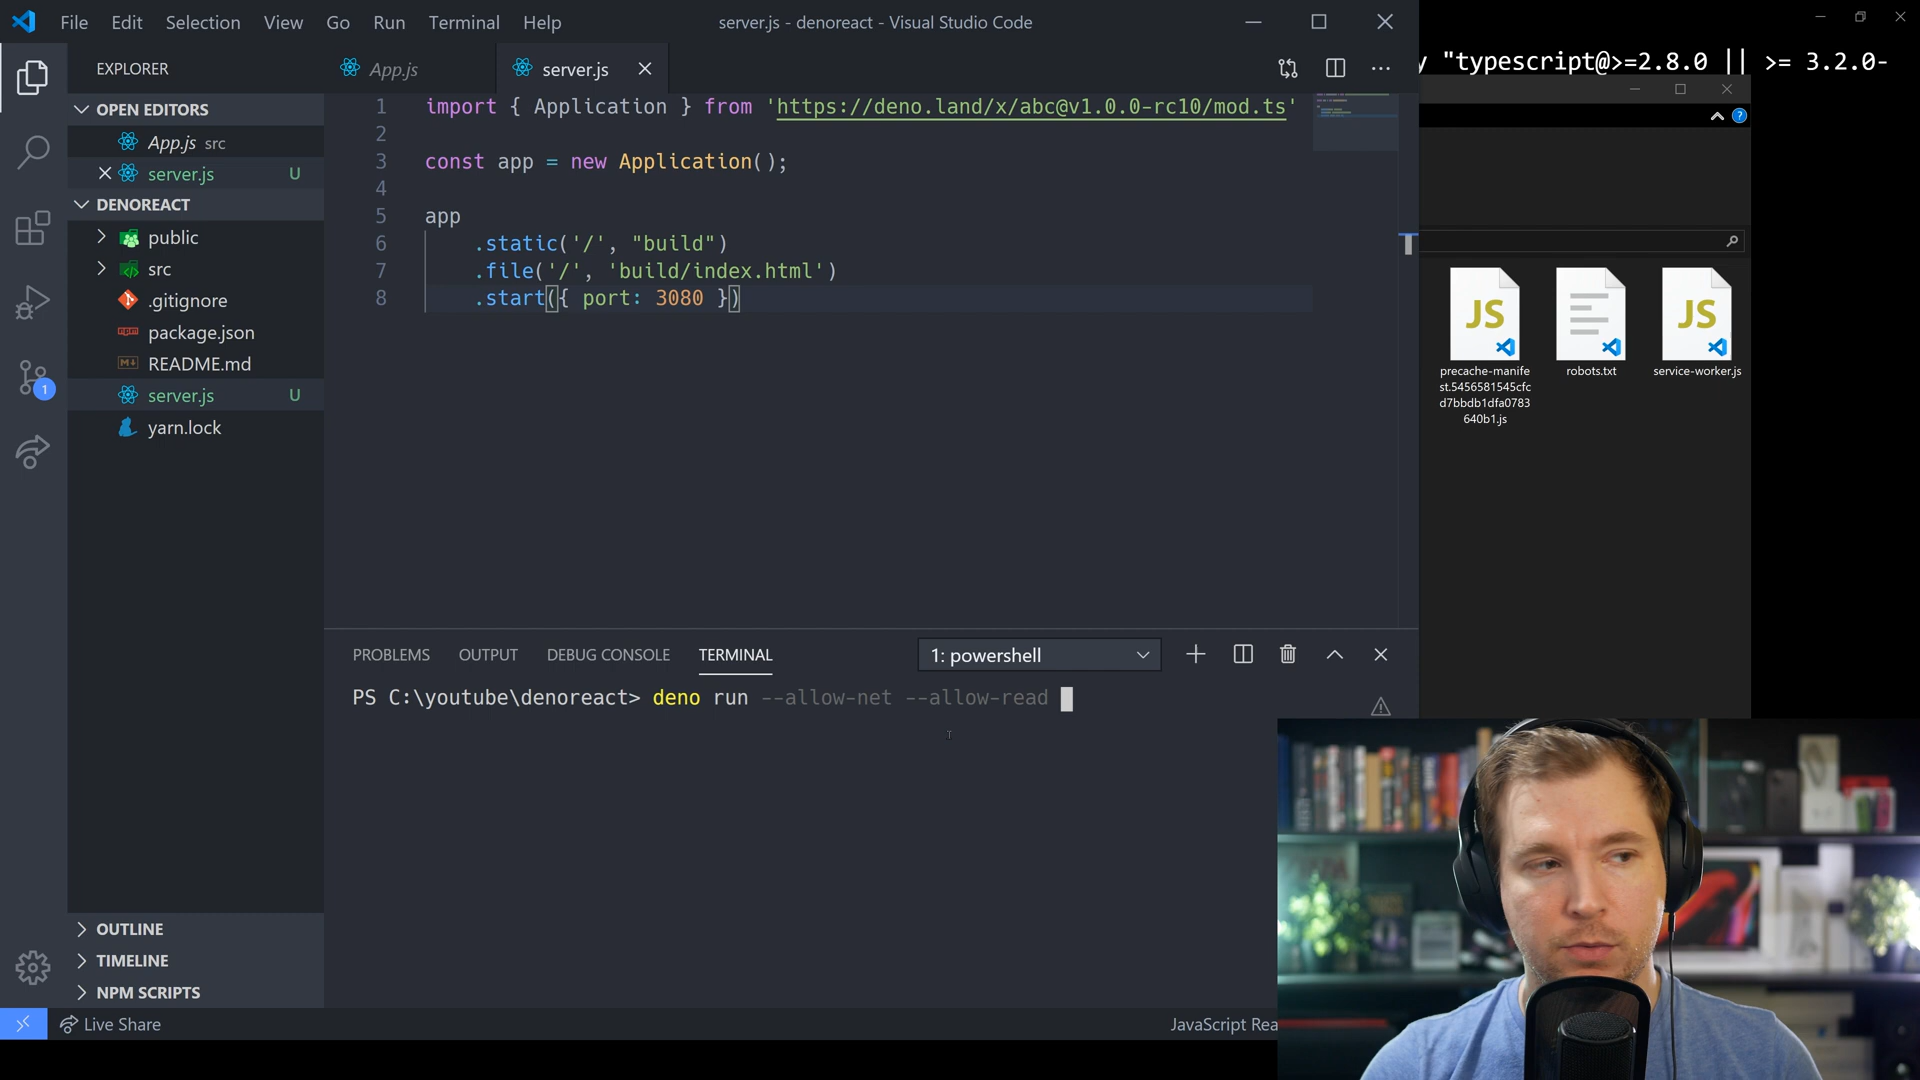 File Edit Selection View Go Run Terminal Help
server.js - denoreact - Visual Studio Code
y "typescript@>=2.8.0 || >= 3.2.0-
EXPLORER
App.js
server.js
OPEN EDITORS
App.js src
server.js U
DENOREACT
public
src
.gitignore
package.json
README.md
server.js U
yarn.lock
OUTLINE
TIMELINE
NPM SCRIPTS
1 import { Application } from 'https://deno.land/x/abc@v1.0.0-rc10/mod.ts'
2
3 const app = new Application();
4
5 app
6 .static('/', "build")
7 .file('/', 'build/index.html')
8 .start({ port: 3080 })
JS
precache-manife
st.5456581545cfc
d7bbdb1dfa0783
640b1.js
robots.txt
JS
service-worker.js
PROBLEMS OUTPUT DEBUG CONSOLE TERMINAL
1: powershell
PS C:\youtube\denoreact> deno run --allow-net --allow-read
1
Live Share
JavaScript Rea